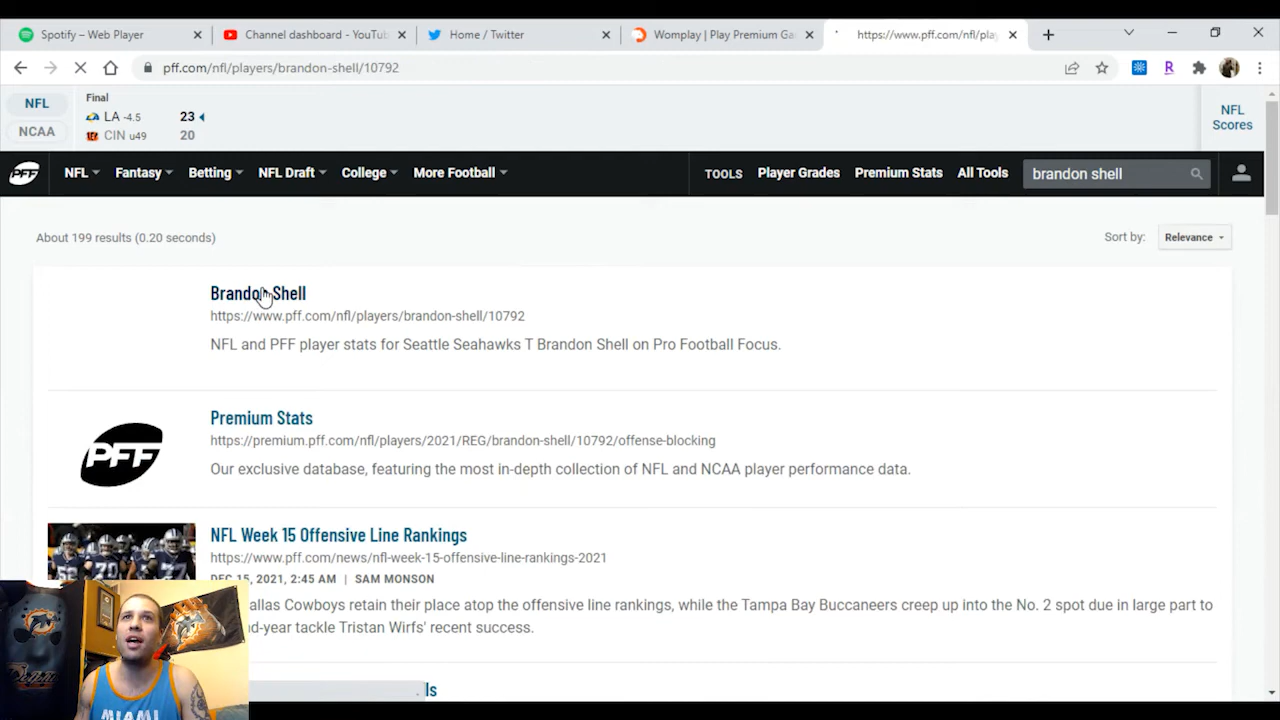 Spotify – Web Player
Channel dashboard - YouTub
Home / Twitter
Womplay | Play Premium Ga
https://www.pff.com/nfl/play
pff.com/nfl/players/brandon-shell/10792
NFL
NCAA
Final
LA -4.5 23
CIN u49 20
NFL
Scores
PFF
NFL
Fantasy
Betting
NFL Draft
College
More Football
TOOLS
Player Grades
Premium Stats
All Tools
brandon shell
About 199 results (0.20 seconds)
Sort by:
Relevance
Brandon Shell
https://www.pff.com/nfl/players/brandon-shell/10792
NFL and PFF player stats for Seattle Seahawks T Brandon Shell on Pro Football Focus.
PFF
Premium Stats
https://premium.pff.com/nfl/players/2021/REG/brandon-shell/10792/offense-blocking
Our exclusive database, featuring the most in-depth collection of NFL and NCAA player performance data.
NFL Week 15 Offensive Line Rankings
https://www.pff.com/news/nfl-week-15-offensive-line-rankings-2021
DEC 15, 2021, 2:45 AM | SAM MONSON
allas Cowboys retain their place atop the offensive line rankings, while the Tampa Bay Buccaneers creep up into the No. 2 spot due in large part to
d-year tackle Tristan Wirfs' recent success.
ls
MIAMI